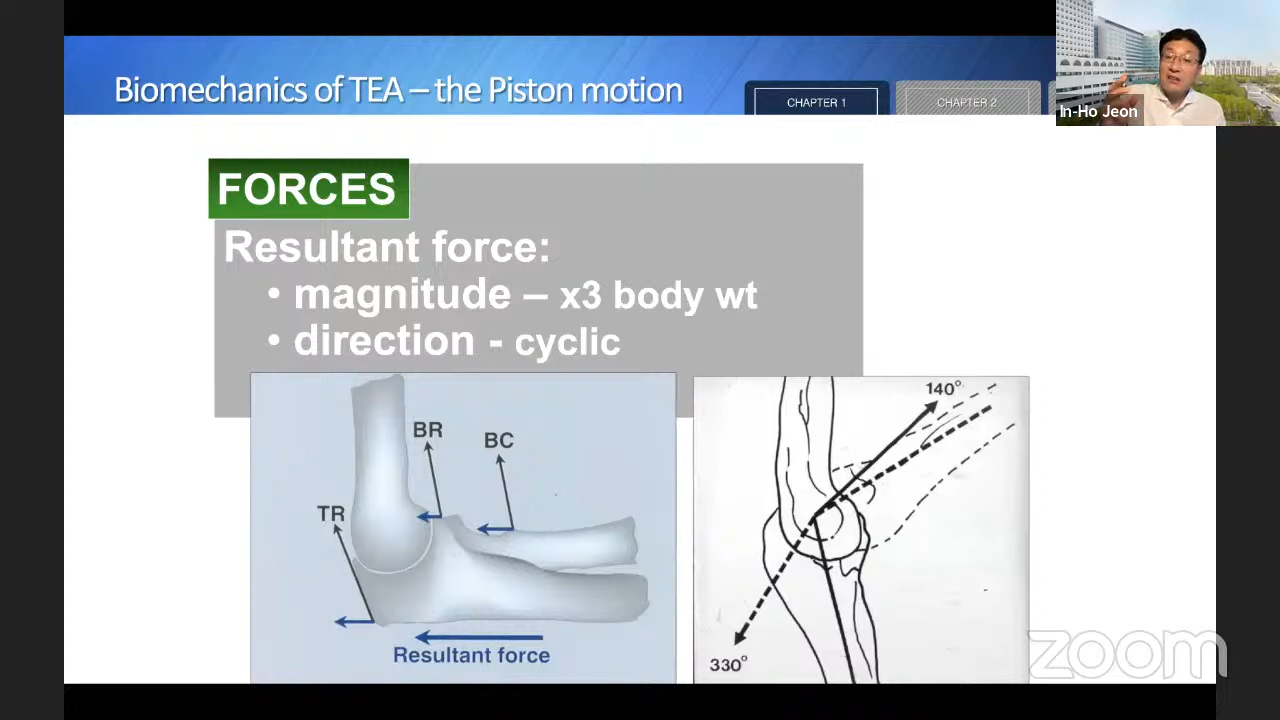 Biomechanics of TEA – the Piston motion
CHAPTER 1
CHAPTER 2
In-Ho Jeon
FORCES
Resultant force:
• magnitude – x3 body wt
• direction - cyclic
BR
BC
TR
Resultant force
140°
330°
zoom